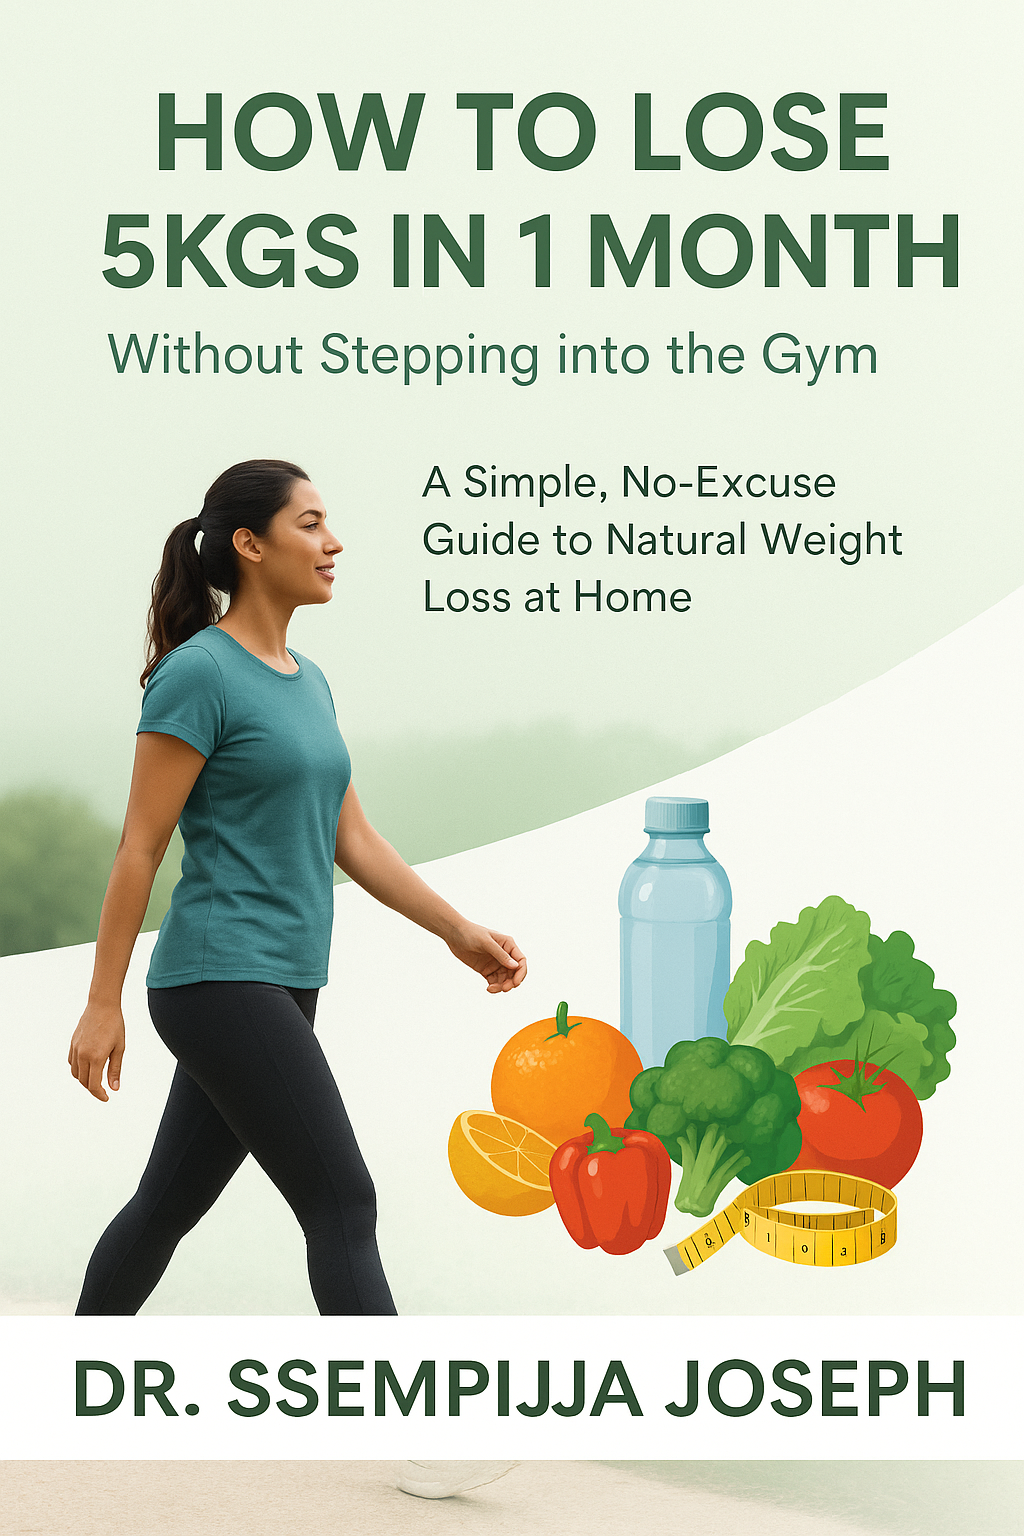 HOW TO LOSE
5KGS IN 1 MONTH
Without Stepping into the Gym
A Simple, No-Excuse
Guide to Natural Weight
Loss at Home
DR. SSEMPIJJA JOSEPH